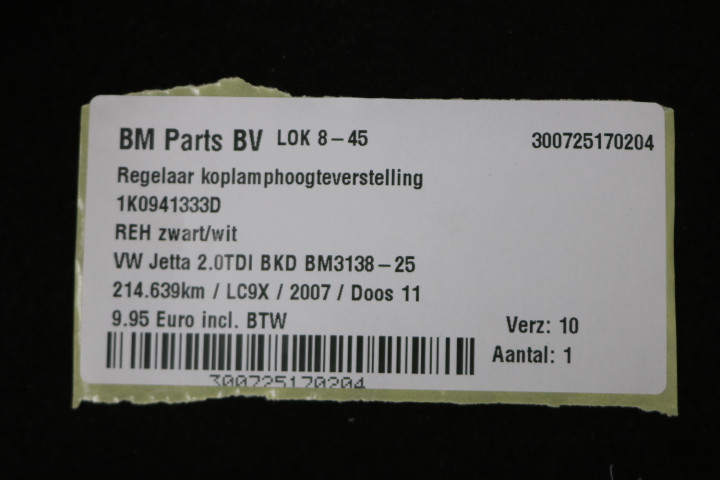 BM Parts BV LOK 8-45 300725170204
Regelaar koplamphoogteverstelling
1K0941333D
REH zwart/wit
VW Jetta 2.0TDI BKD BM3138-25
214.639km / LC9X / 2007 / Doos 11
9.95 Euro incl. BTW Verz: 10
Aantal: 1
300725170204